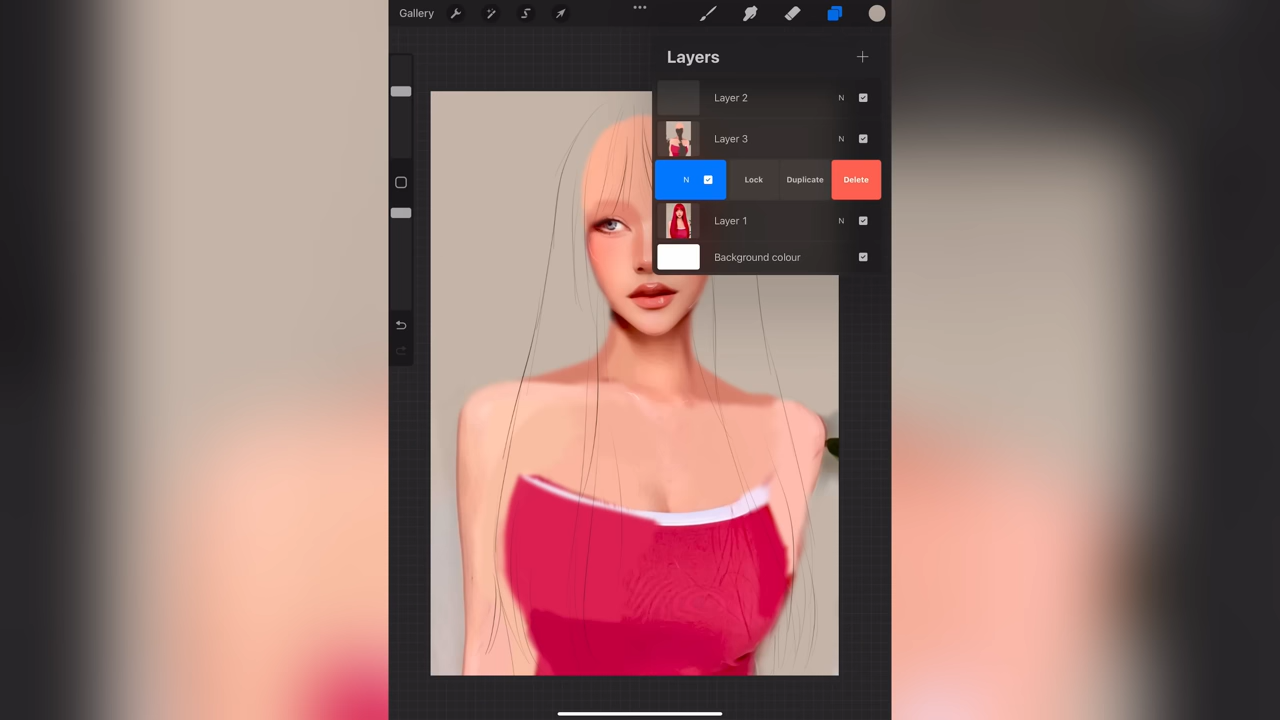 Gallery
Layers
Layer 2 N
Layer 3 N
N Lock Duplicate Delete
Layer 1 N
Background colour